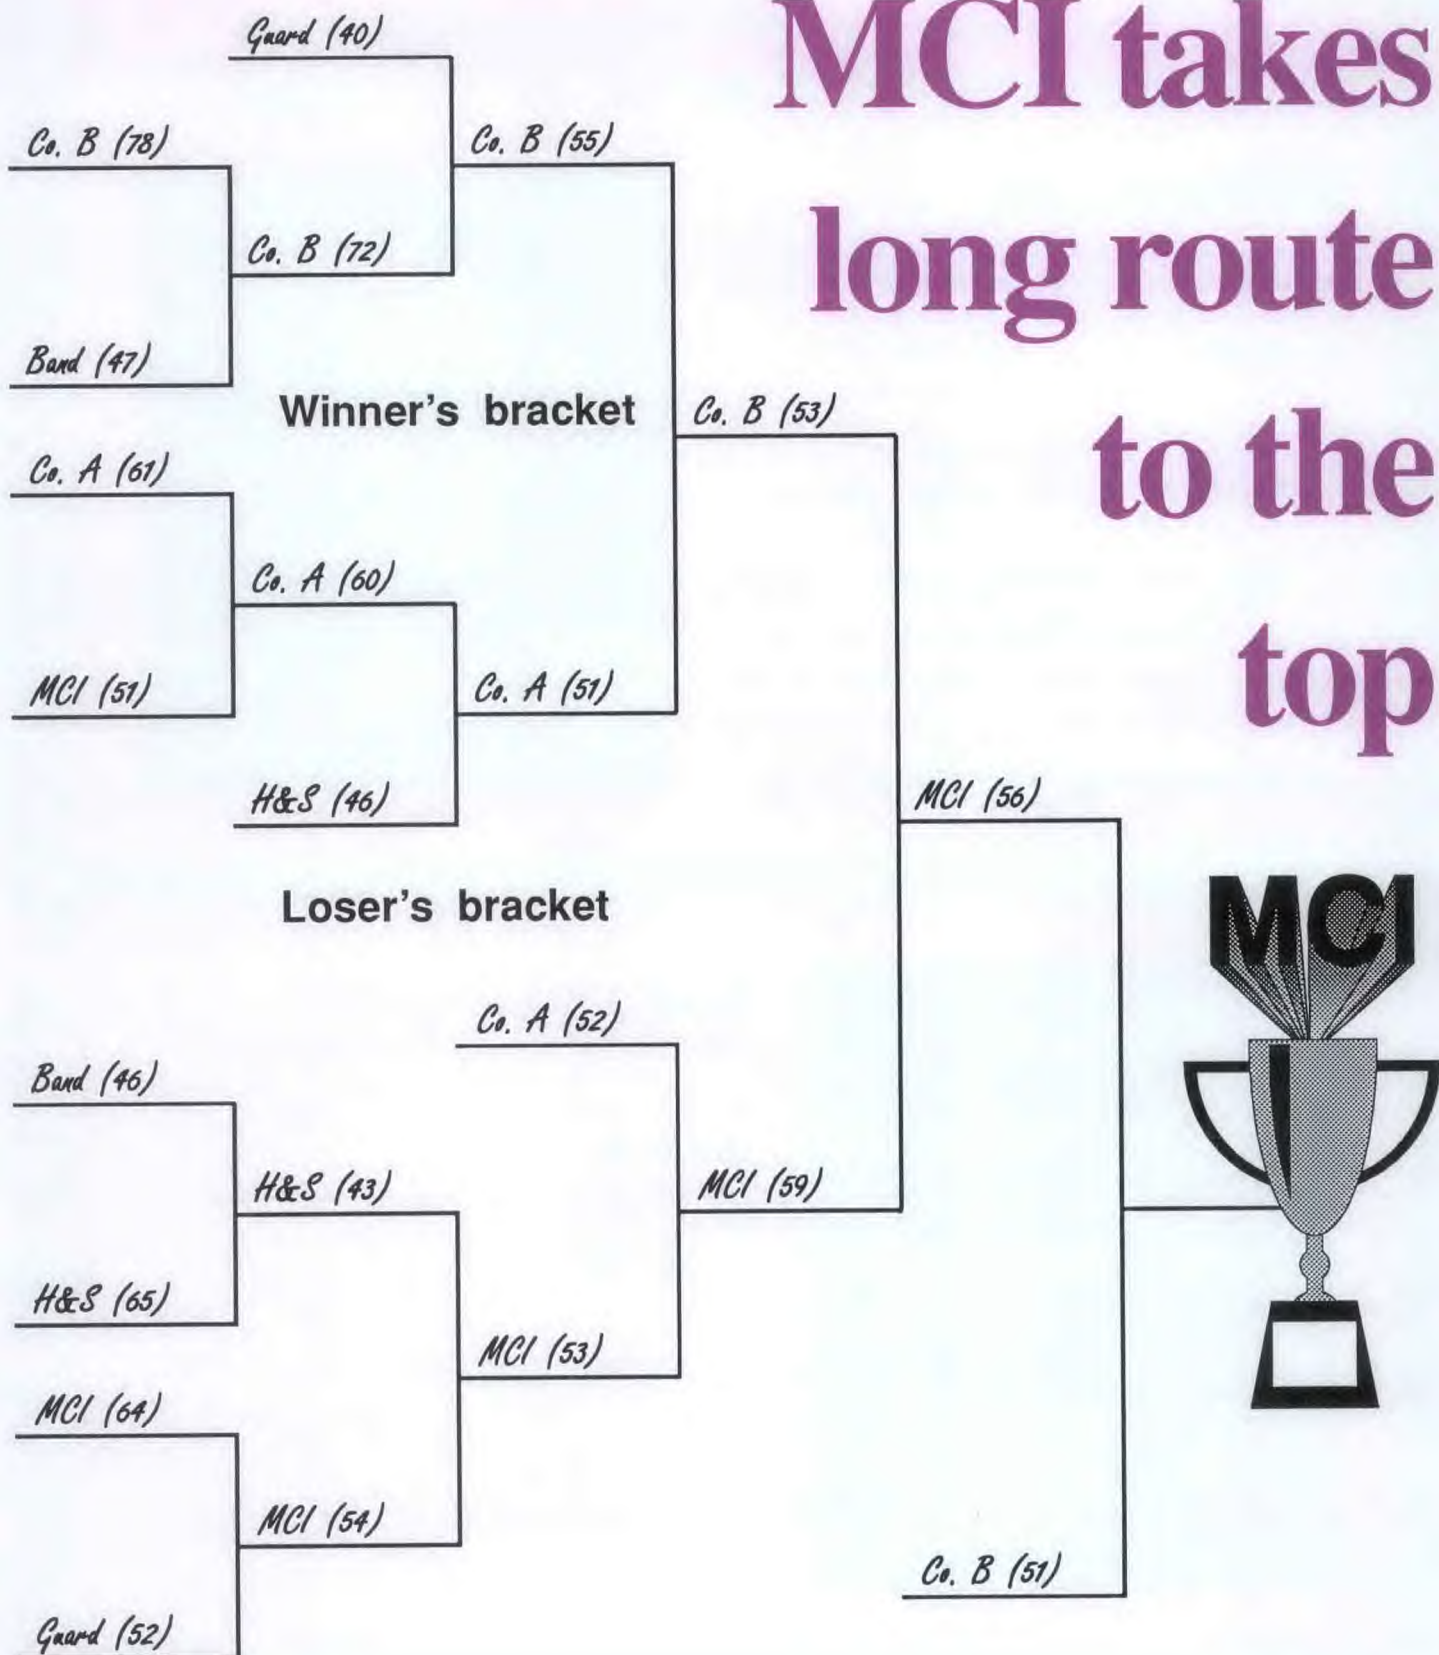 MCI takes
long route
to the
top
Guard (40)
Co. B (78)
Co. B (55)
Co. B (72)
Band (47)
Winner's bracket
Co. B (53)
Co. A (61)
Co. A (60)
MCI (51)
Co. A (51)
H&S (46)
MCI (56)
Loser's bracket
MCI
Co. A (52)
Band (46)
H&S (43)
MCI (59)
H&S (65)
MCI (53)
MCI (64)
MCI (54)
Co. B (51)
Guard (52)